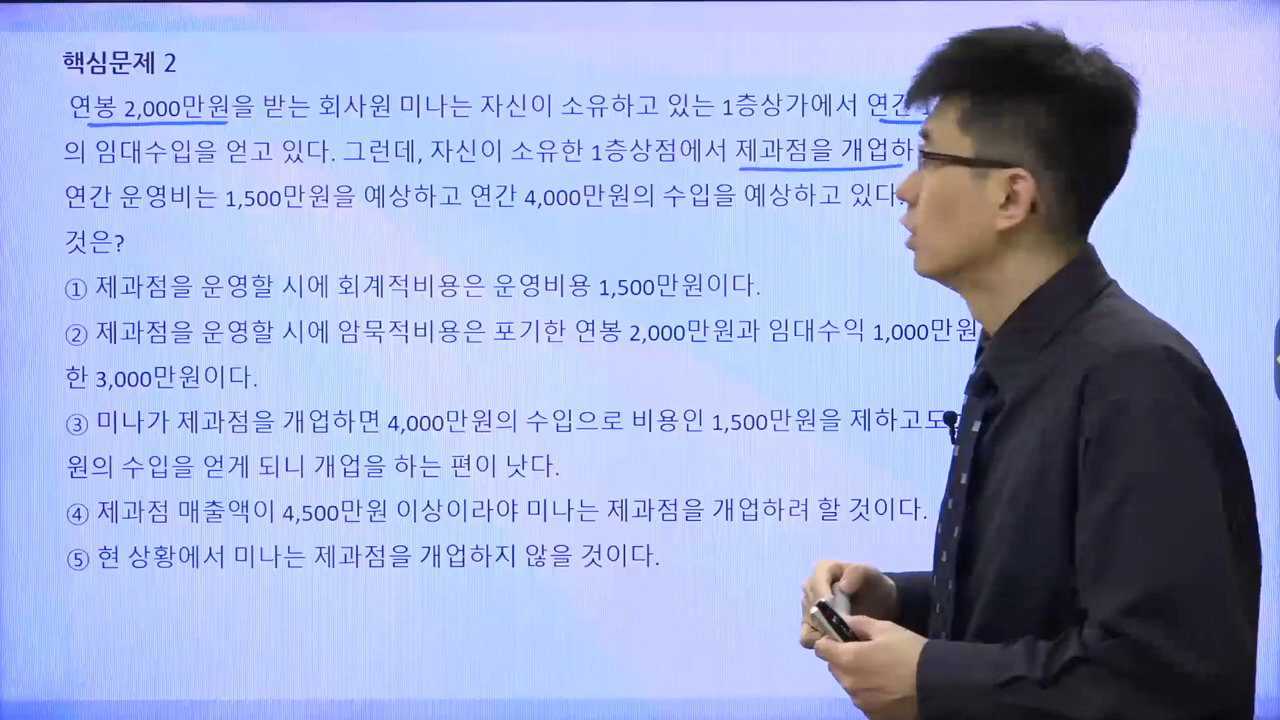 핵심문제 2
연봉 2,000만원을 받는 회사원 미나는 자신이 소유하고 있는 1층상가에서 연간
의 임대수입을 얻고 있다. 그런데, 자신이 소유한 1층상점에서 제과점을 개업하
연간 운영비는 1,500만원을 예상하고 연간 4,000만원의 수입을 예상하고 있다.
것은?
① 제과점을 운영할 시에 회계적비용은 운영비용 1,500만원이다.
② 제과점을 운영할 시에 암묵적비용은 포기한 연봉 2,000만원과 임대수익 1,000만원
한 3,000만원이다.
③ 미나가 제과점을 개업하면 4,000만원의 수입으로 비용인 1,500만원을 제하고도
원의 수입을 얻게 되니 개업을 하는 편이 낫다.
④ 제과점 매출액이 4,500만원 이상이라야 미나는 제과점을 개업하려 할 것이다.
⑤ 현 상황에서 미나는 제과점을 개업하지 않을 것이다.